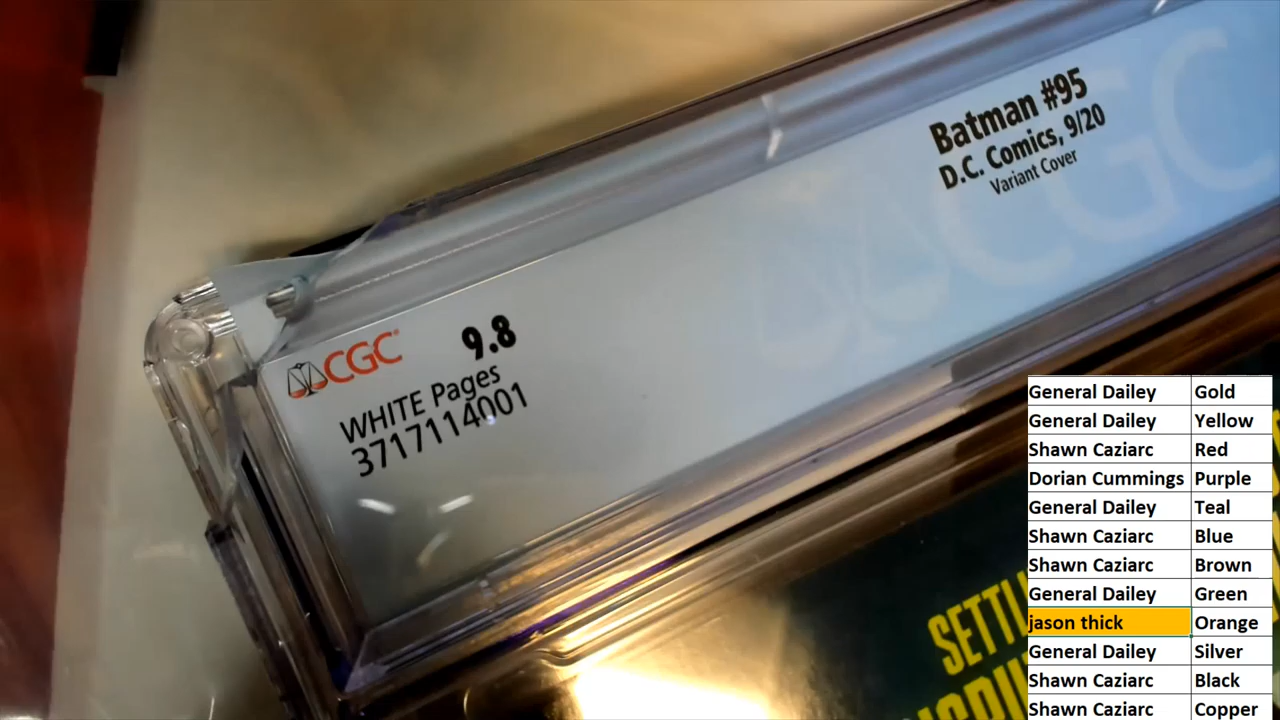 Batman #95
D.C. Comics, 9/20
Variant Cover
CGC
CGC 9.8
WHITE Pages
3717114001
General Dailey Gold
General Dailey Yellow
Shawn Caziarc Red
Dorian Cummings Purple
General Dailey Teal
Shawn Caziarc Blue
Shawn Caziarc Brown
General Dailey Green
jason thick Orange
General Dailey Silver
Shawn Caziarc Black
Shawn Caziarc Copper